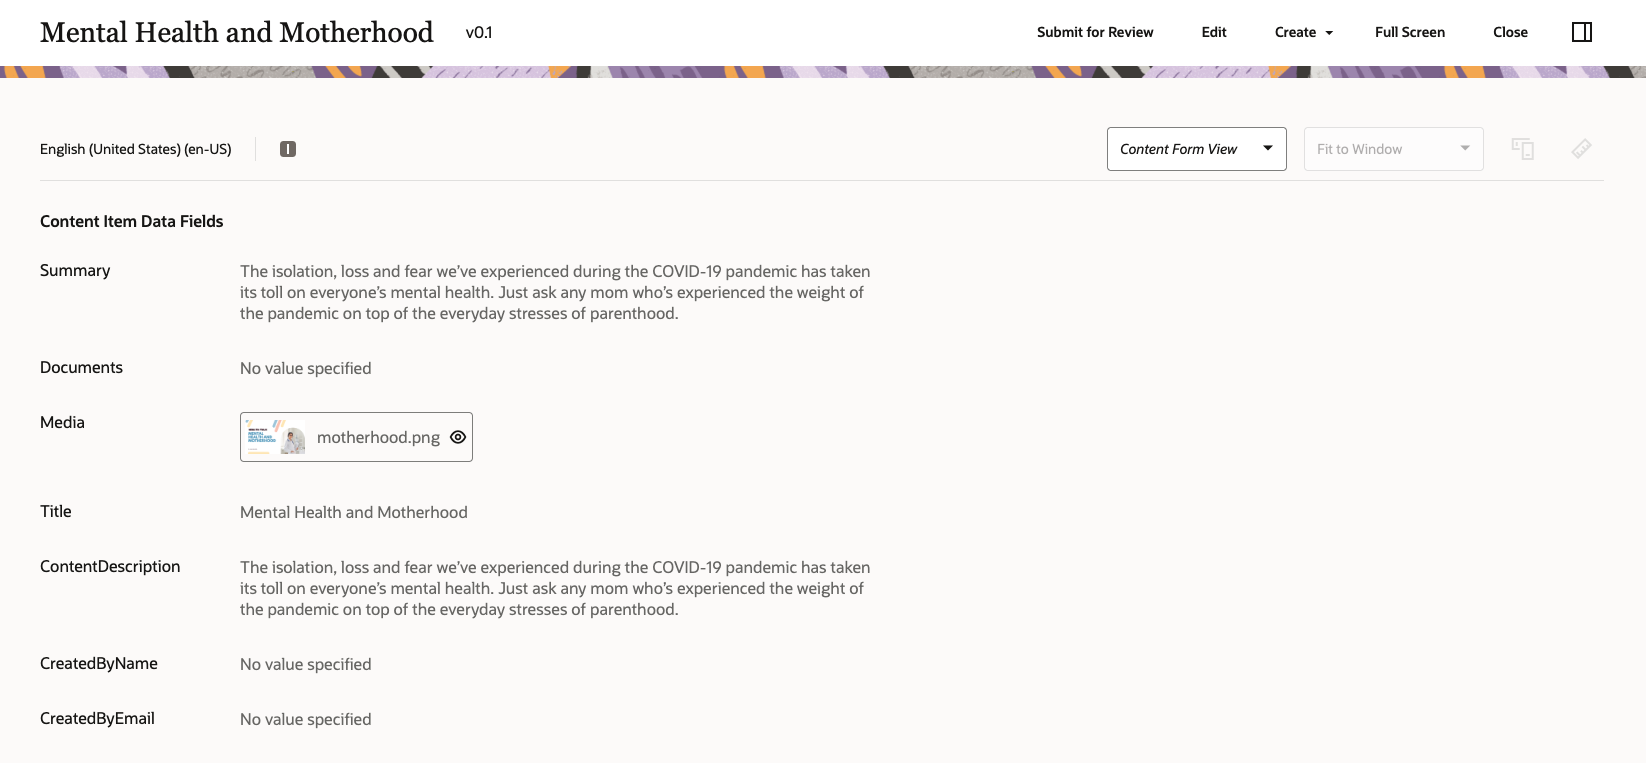 Mental Health and Motherhood v0.1 Submit for Review Edit Create Full Screen Close
English (United States) (en-US) I Content Form View Fit to Window
Content Item Data Fields
Summary The isolation, loss and fear we've experienced during the COVID-19 pandemic has taken
its toll on everyone's mental health. Just ask any mom who's experienced the weight of
the pandemic on top of the everyday stresses of parenthood.
Documents No value specified
Media MENTAL HEALTH AND MOTHERHOOD motherhood.png
Title Mental Health and Motherhood
ContentDescription The isolation, loss and fear we've experienced during the COVID-19 pandemic has taken
its toll on everyone's mental health. Just ask any mom who's experienced the weight of
the pandemic on top of the everyday stresses of parenthood.
CreatedByName No value specified
CreatedByEmail No value specified